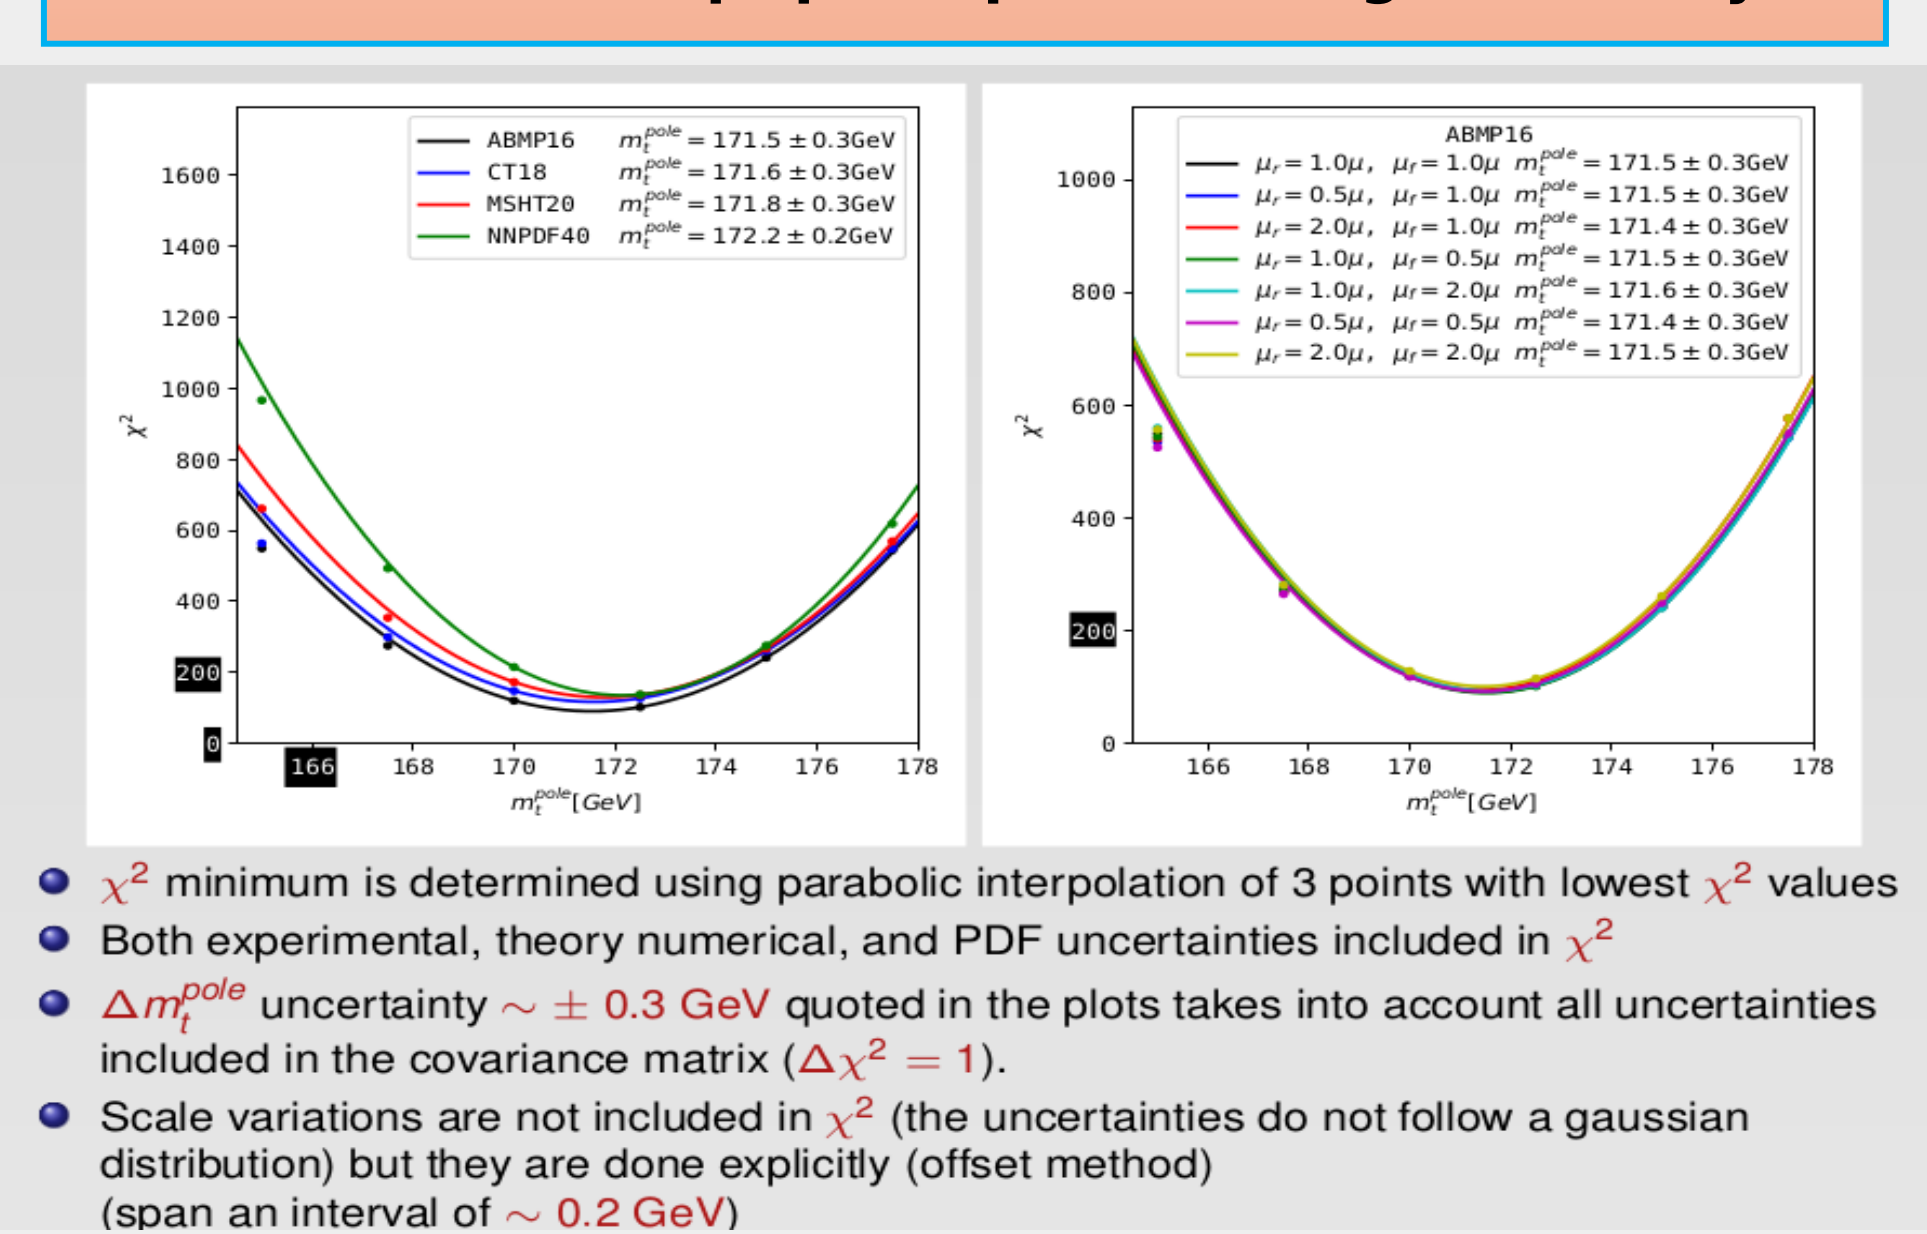 ABMP16 m_t^pole = 171.5 ± 0.3GeV
CT18 m_t^pole = 171.6 ± 0.3GeV
MSHT20 m_t^pole = 171.8 ± 0.3GeV
NNPDF40 m_t^pole = 172.2 ± 0.2GeV
1600
1400
1200
1000
800
600
400
200
0
χ²
166 168 170 172 174 176 178
m_t^pole[GeV]
ABMP16
μ_r = 1.0μ, μ_f = 1.0μ m_t^pole = 171.5 ± 0.3GeV
μ_r = 0.5μ, μ_f = 1.0μ m_t^pole = 171.5 ± 0.3GeV
μ_r = 2.0μ, μ_f = 1.0μ m_t^pole = 171.4 ± 0.3GeV
μ_r = 1.0μ, μ_f = 0.5μ m_t^pole = 171.5 ± 0.3GeV
μ_r = 1.0μ, μ_f = 2.0μ m_t^pole = 171.6 ± 0.3GeV
μ_r = 0.5μ, μ_f = 0.5μ m_t^pole = 171.4 ± 0.3GeV
μ_r = 2.0μ, μ_f = 2.0μ m_t^pole = 171.5 ± 0.3GeV
1000
800
600
400
200
0
χ²
166 168 170 172 174 176 178
m_t^pole[GeV]
χ² minimum is determined using parabolic interpolation of 3 points with lowest χ² values
Both experimental, theory numerical, and PDF uncertainties included in χ²
Δm_t^pole uncertainty ∼ ± 0.3 GeV quoted in the plots takes into account all uncertainties
included in the covariance matrix (Δχ² = 1).
Scale variations are not included in χ² (the uncertainties do not follow a gaussian
distribution) but they are done explicitly (offset method)
(span an interval of ∼ 0.2 GeV)